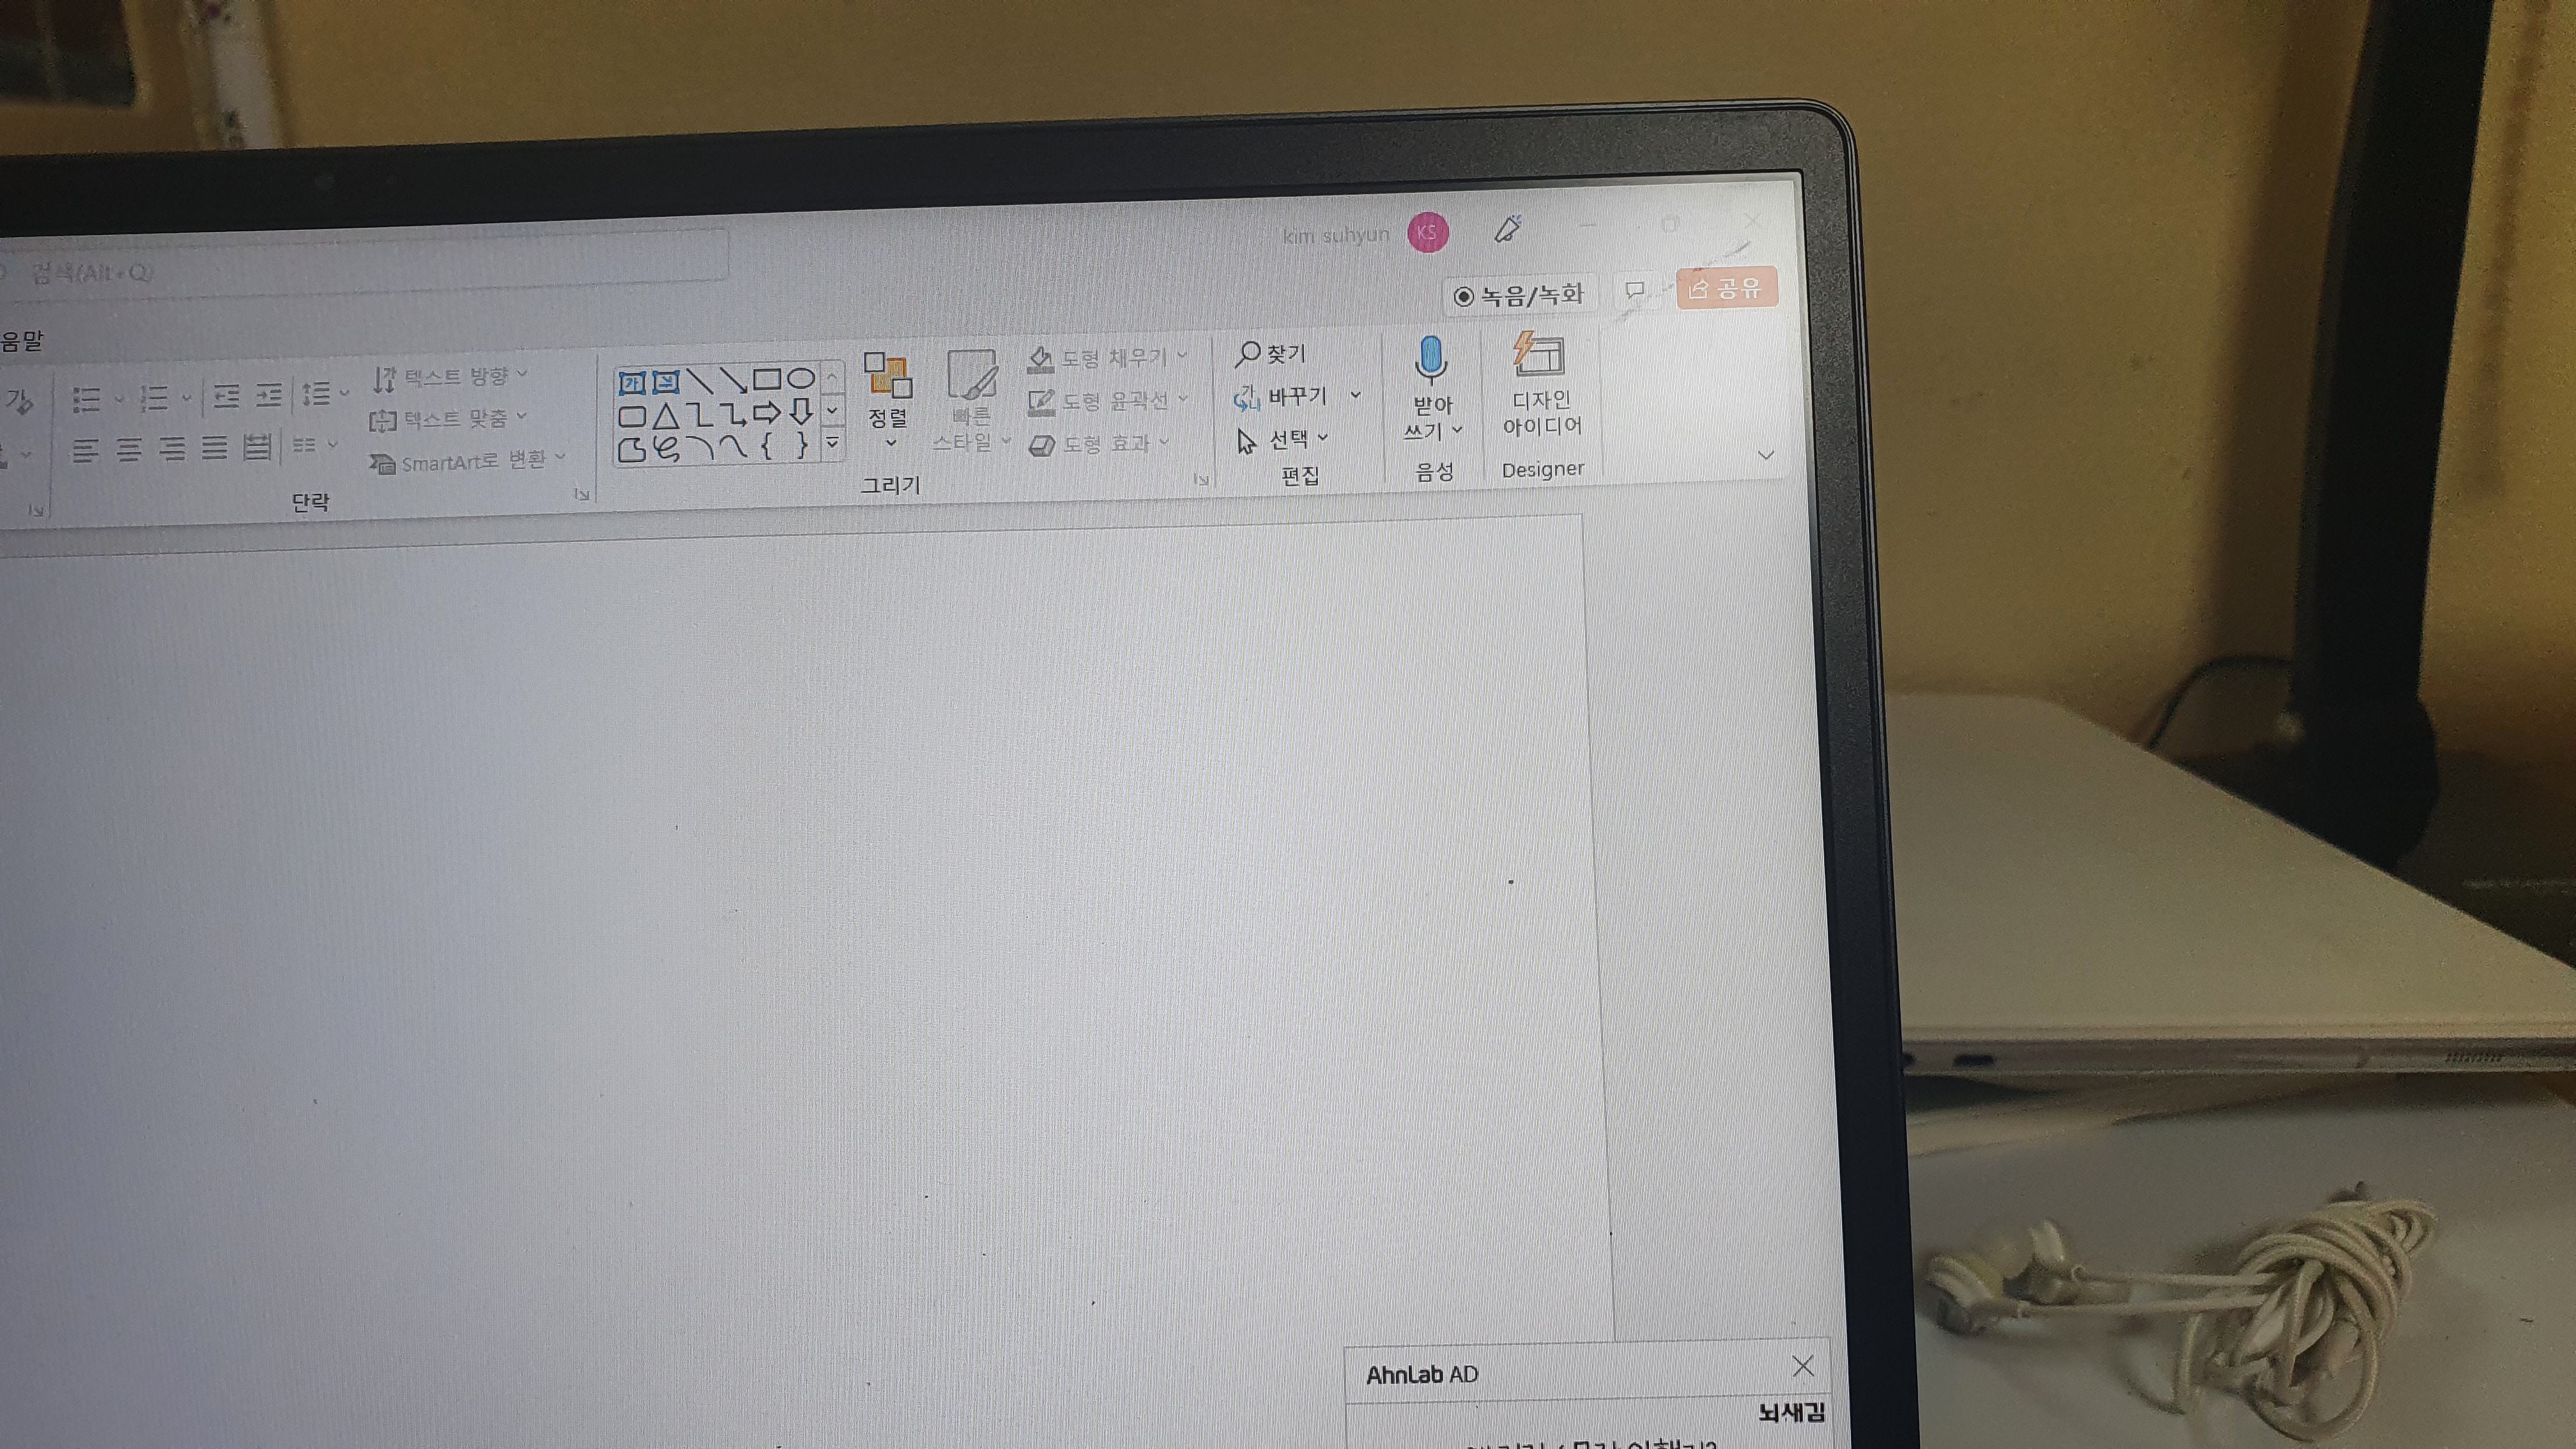 검색(Alt+Q)
kim suhyun KS
녹음/녹화
공유
움말
가
텍스트 방향
텍스트 맞춤
SmartArt로 변환
단락
가
정렬
빠른
스타일
도형 채우기
도형 윤곽선
도형 효과
그리기
찾기
바꾸기
선택
편집
받아
쓰기
음성
디자인
아이디어
Designer
AhnLab AD
뇌새김